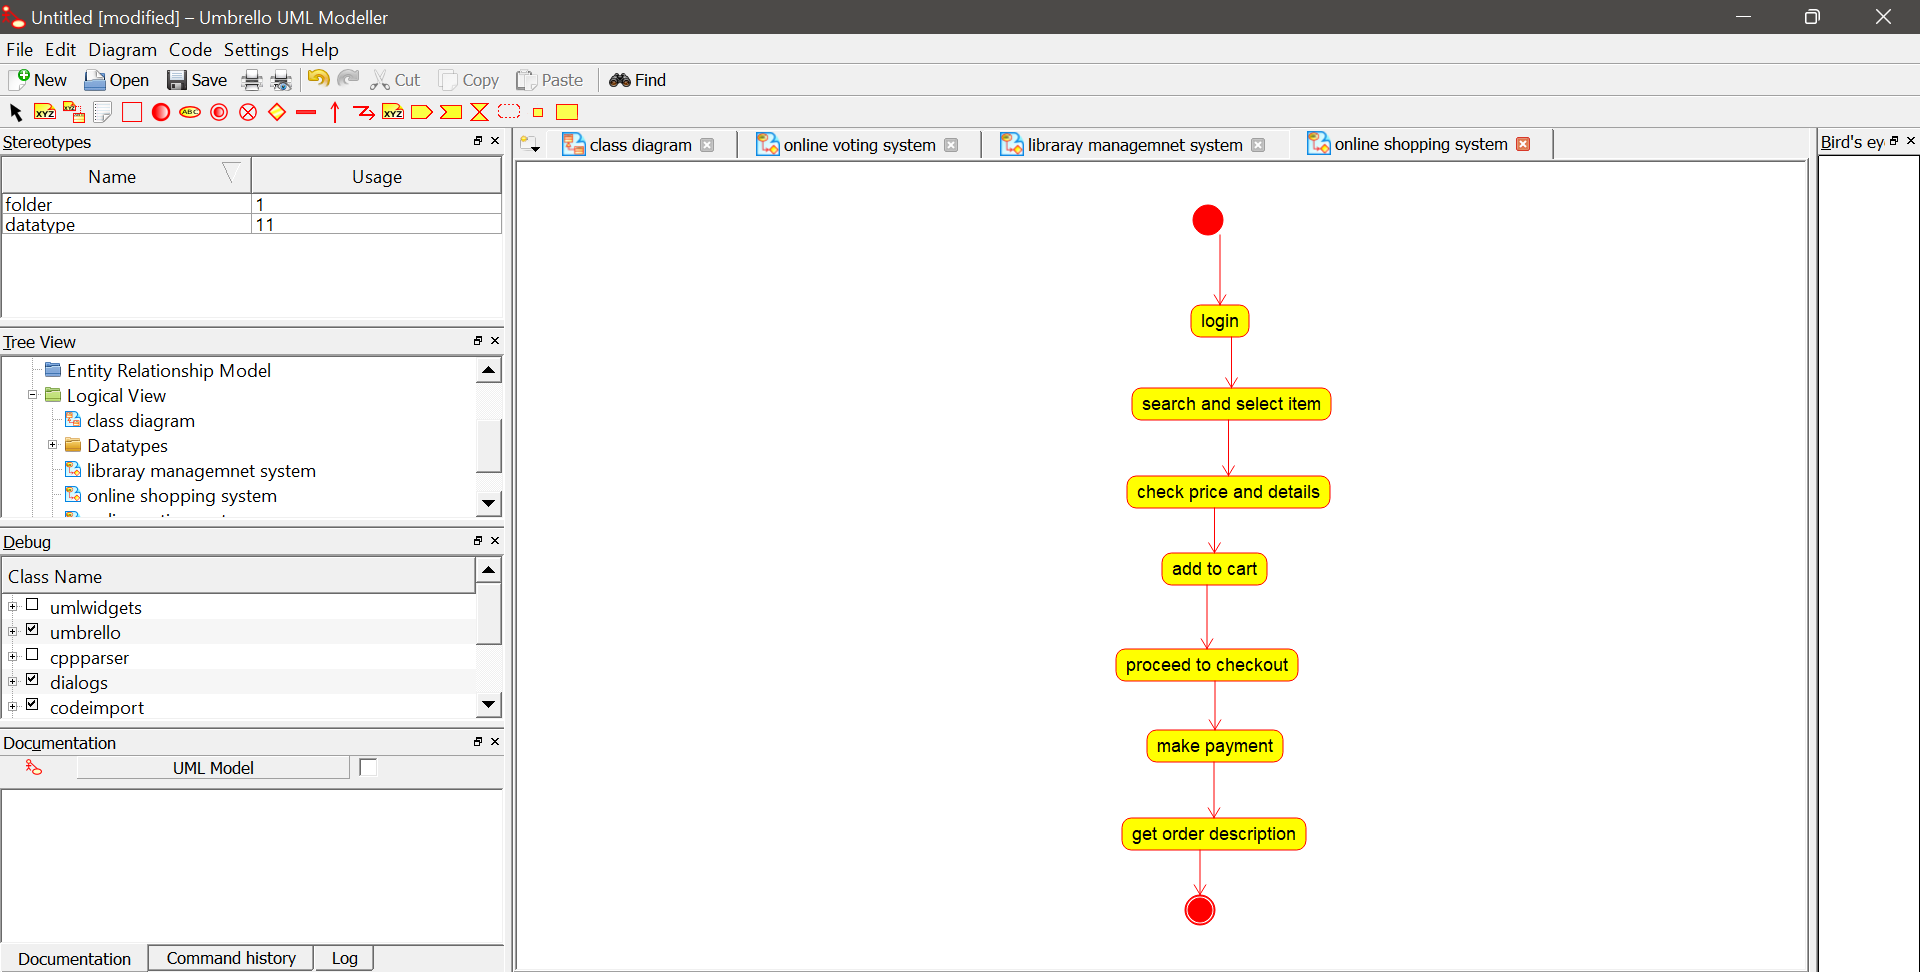 Untitled [modified] – Umbrello UML Modeller
File Edit Diagram Code Settings Help
New Open Save Cut Copy Paste Find
XYZ XYZ ABC XYZ
Stereotypes
Name Usage
folder 1
datatype 11
Tree View
Entity Relationship Model
Logical View
class diagram
Datatypes
libraray managemnet system
online shopping system
Debug
Class Name
umlwidgets
umbrello
cppparser
dialogs
codeimport
Documentation
UML Model
Documentation Command history Log
class diagram online voting system libraray managemnet system online shopping system
login
search and select item
check price and details
add to cart
proceed to checkout
make payment
get order description
Bird's ey